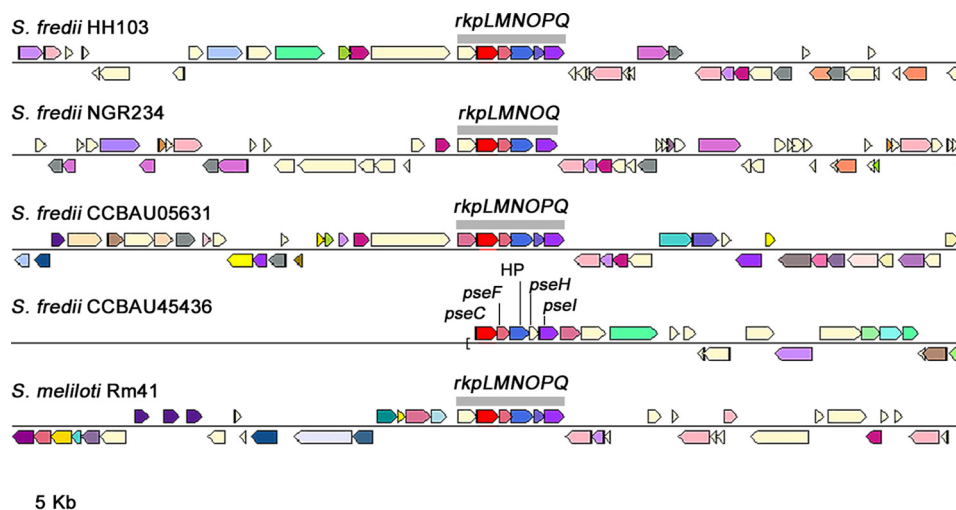 S. fredii HH103
rkpLMNOPQ
S. fredii NGR234
rkpLMNOQ
S. fredii CCBAU05631
rkpLMNOPQ
S. fredii CCBAU45436
HP
pseF
pseH
pseC
pseI
S. meliloti Rm41
rkpLMNOPQ
5 Kb